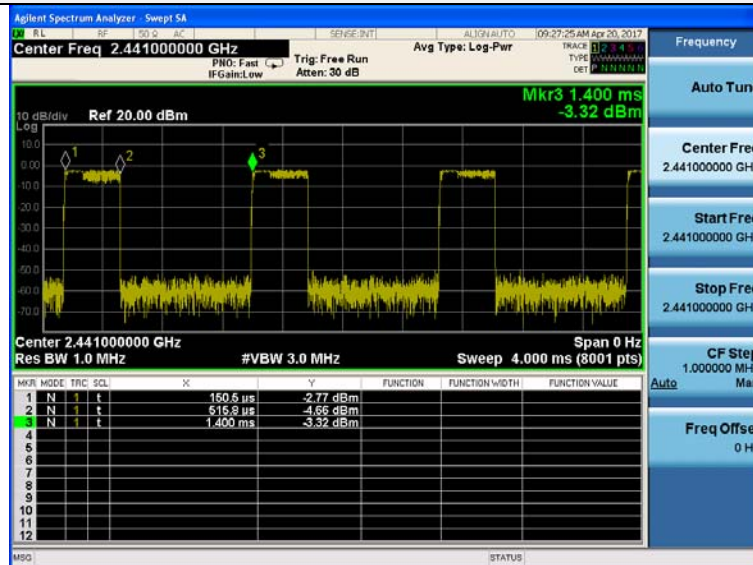 Agilent Spectrum Analyzer - Swept SA
RL RF 50 Ω AC SENSE:INT ALIGNAUTO 09:27:25 AM Apr 20, 2017
Center Freq 2.441000000 GHz Avg Type: Log-Pwr TRACE 1 2 3 4 5 6
PNO: Fast Trig: Free Run TYPE
IFGain:Low Atten: 30 dB DET P N N N N N
Frequency
Auto Tun
Mkr3 1.400 ms
-3.32 dBm
10 dB/div Ref 20.00 dBm
Log
10.0
0.00
-10.0
-20.0
-30.0
-40.0
-50.0
-60.0
-70.0
1
2
3
Center Fre
2.441000000 GH
Start Fre
2.441000000 GH
Stop Fre
2.441000000 GH
CF Ste
1.000000 MH
Auto Ma
Freq Offse
0 H
Center 2.441000000 GHz Span 0 Hz
Res BW 1.0 MHz #VBW 3.0 MHz Sweep 4.000 ms (8001 pts)
MKR MODE TRC SCL X Y FUNCTION FUNCTION WIDTH FUNCTION VALUE
1 N 1 t 150.5 µs -2.77 dBm
2 N 1 t 515.8 µs -4.66 dBm
3 N 1 t 1.400 ms -3.32 dBm
4
5
6
7
8
9
10
11
12
MSG STATUS